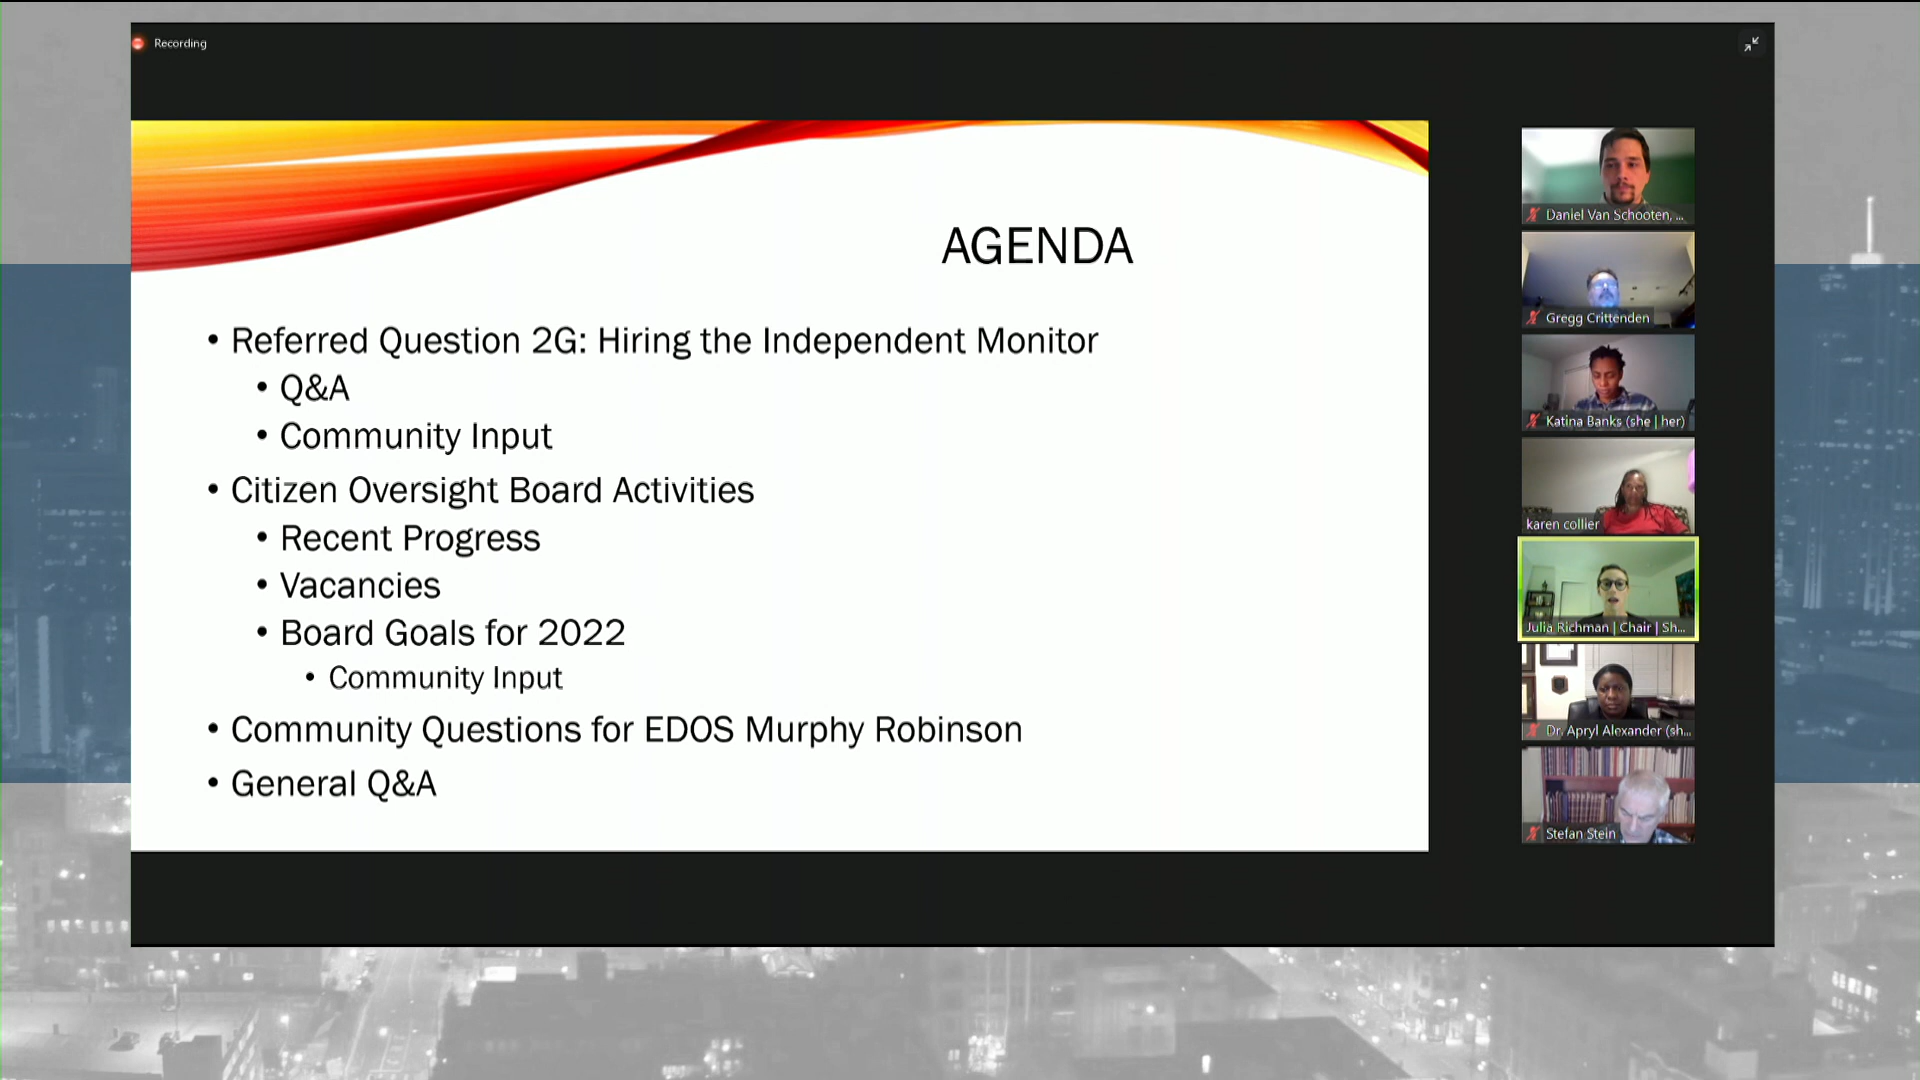 Recording
AGENDA
• Referred Question 2G: Hiring the Independent Monitor
• Q&A
• Community Input
• Citizen Oversight Board Activities
• Recent Progress
• Vacancies
• Board Goals for 2022
• Community Input
• Community Questions for EDOS Murphy Robinson
• General Q&A
Daniel Van Schooten, ...
Gregg Crittenden
Katina Banks (she | her)
karen collier
Julia Richman | Chair | Sh...
Dr. Apryl Alexander (sh...
Stefan Stein